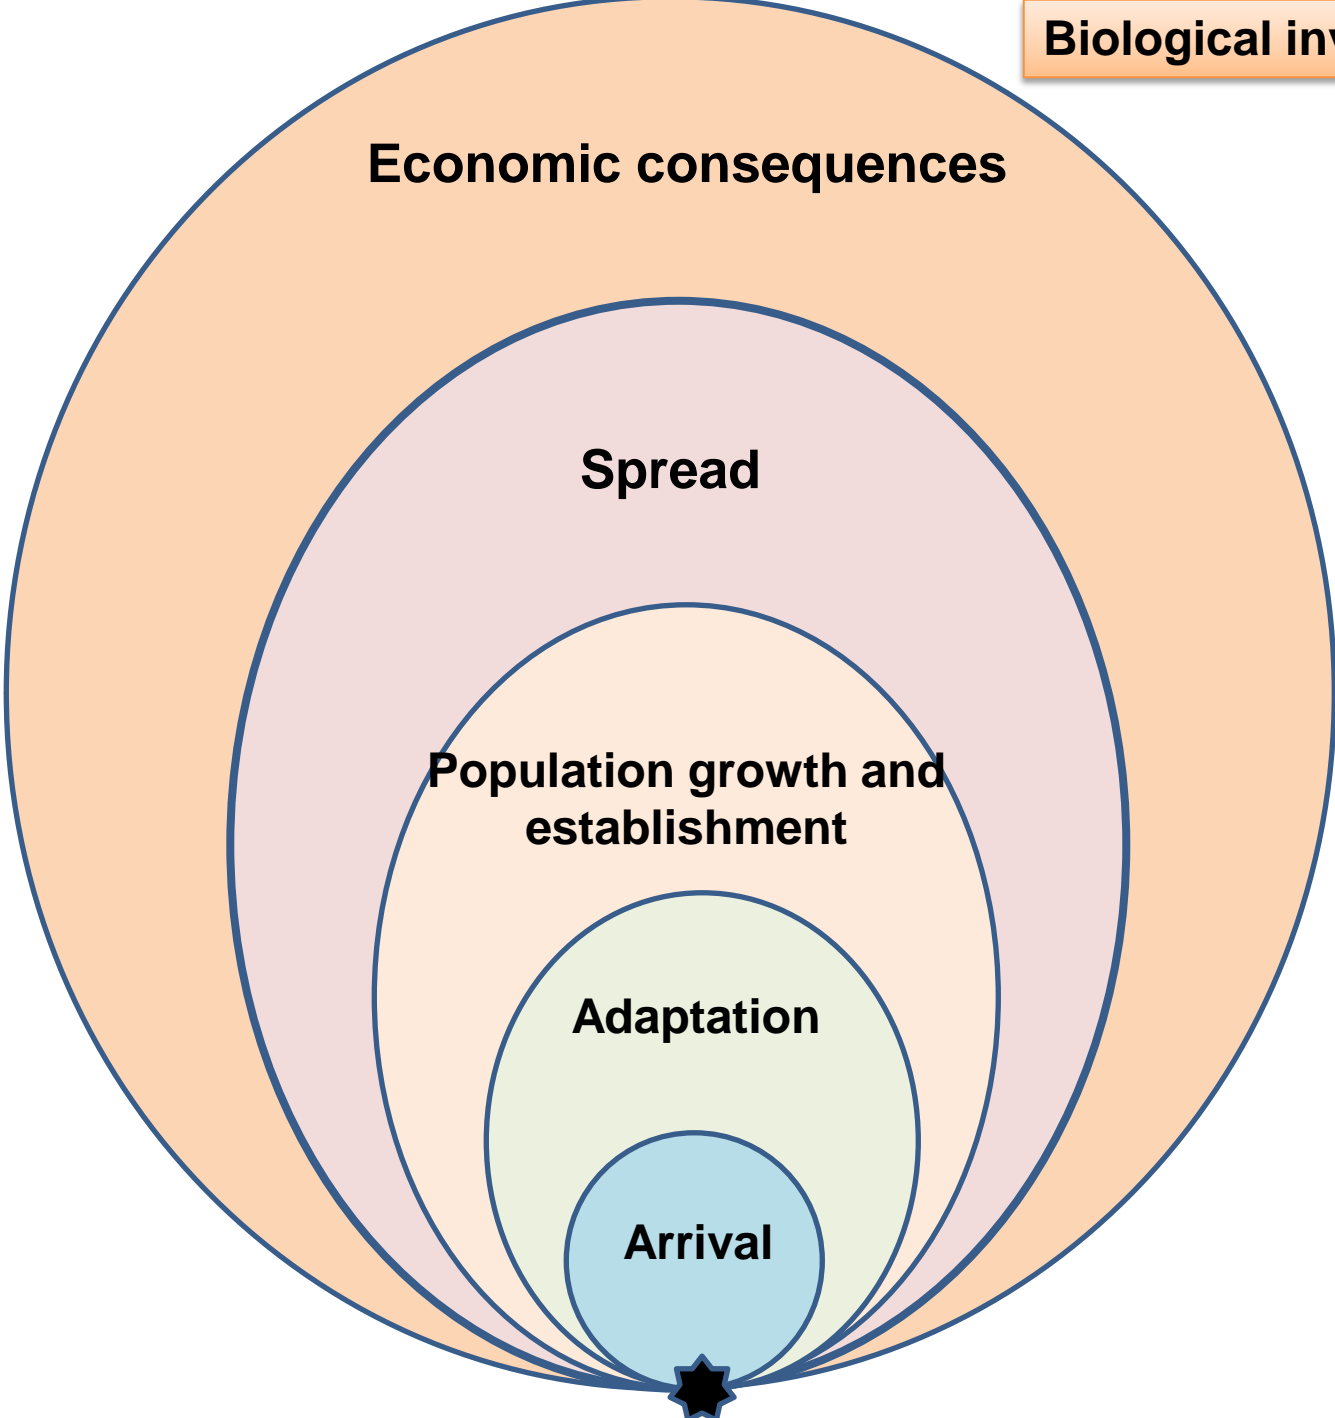 Biological inv
Economic consequences
Spread
Population growth and
establishment
Adaptation
Arrival